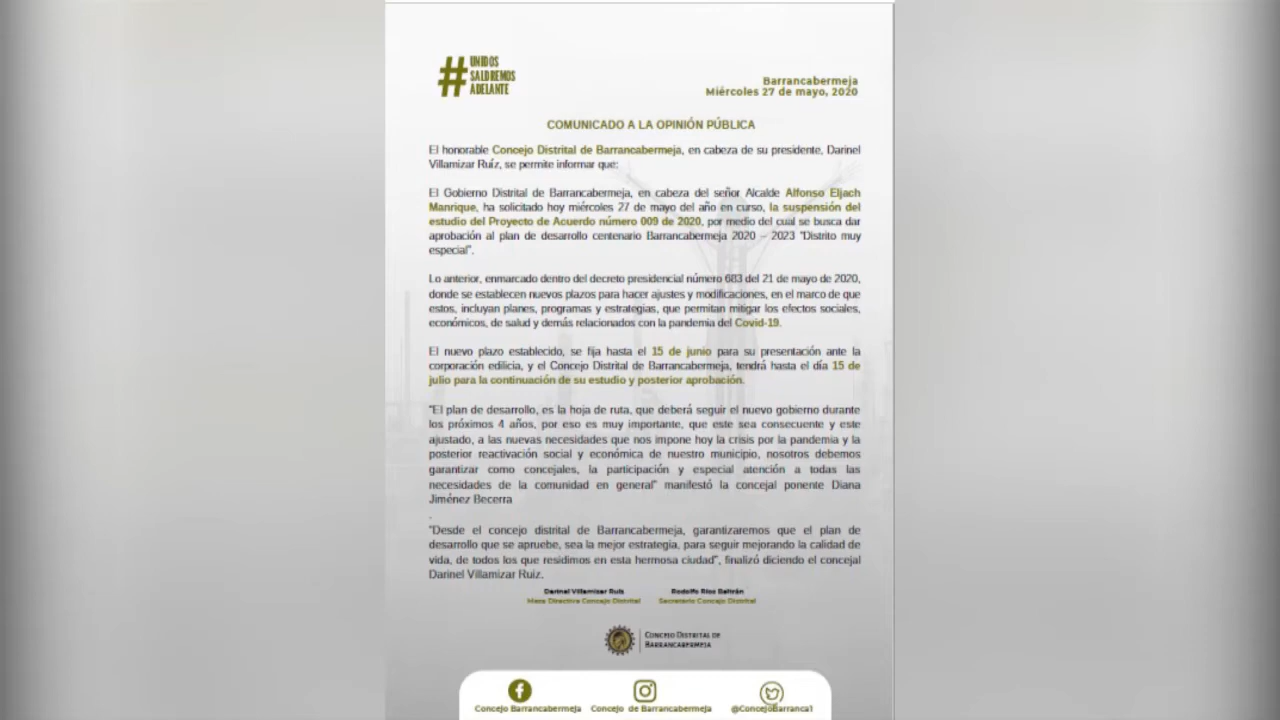 #UNIDOS
SALDREMOS
ADELANTE
Barrancabermeja
Miércoles 27 de mayo, 2020
COMUNICADO A LA OPINIÓN PÚBLICA
El honorable Concejo Distrital de Barrancabermeja, en cabeza de su presidente, Darinel
Villamizar Ruíz, se permite informar que:
El Gobierno Distrital de Barrancabermeja, en cabeza del señor Alcalde Alfonso Eljach
Manrique, ha solicitado hoy miércoles 27 de mayo del año en curso, la suspensión del
estudio del Proyecto de Acuerdo número 009 de 2020, por medio del cual se busca dar
aprobación al plan de desarrollo centenario Barrancabermeja 2020 – 2023 "Distrito muy
especial".
Lo anterior, enmarcado dentro del decreto presidencial número 683 del 21 de mayo de 2020,
donde se establecen nuevos plazos para hacer ajustes y modificaciones, en el marco de que
estos, incluyan planes, programas y estrategias, que permitan mitigar los efectos sociales,
económicos, de salud y demás relacionados con la pandemia del Covid-19.
El nuevo plazo establecido, se fija hasta el 15 de junio para su presentación ante la
corporación edilicia, y el Concejo Distrital de Barrancabermeja, tendrá hasta el día 15 de
julio para la continuación de su estudio y posterior aprobación.
"El plan de desarrollo, es la hoja de ruta, que deberá seguir el nuevo gobierno durante
los próximos 4 años, por eso es muy importante, que este sea consecuente y este
ajustado, a las nuevas necesidades que nos impone hoy la crisis por la pandemia y la
posterior reactivación social y económica de nuestro municipio, nosotros debemos
garantizar como concejales, la participación y especial atención a todas las
necesidades de la comunidad en general" manifestó la concejal ponente Diana
Jiménez Becerra
.
"Desde el concejo distrital de Barrancabermeja, garantizaremos que el plan de
desarrollo que se apruebe, sea la mejor estrategia, para seguir mejorando la calidad de
vida, de todos los que residimos en esta hermosa ciudad", finalizó diciendo el concejal
Darinel Villamizar Ruiz.
Darinel Villamizar Ruis Rodolfo Ríos Beltrán
Mesa Directiva Concejo Distrital Secretario Concejo Distrital
CONCEJO DISTRITAL DE
BARRANCABERMEJA
Concejo Barrancabermeja Concejo de Barrancabermeja @ConcejoBarranca1